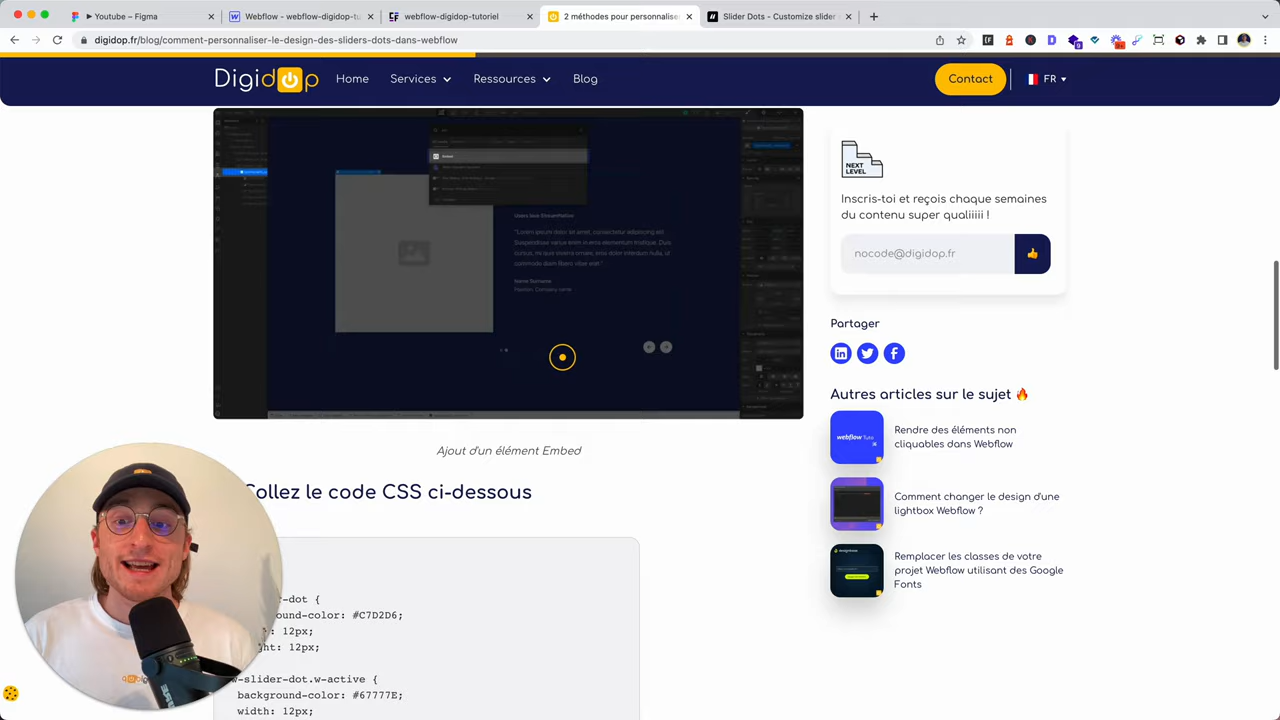 Youtube – Figma
Webflow - webflow-digidop-tu
webflow-digidop-tutoriel
2 méthodes pour personnaliser
Slider Dots - Customize slider
digidop.fr/blog/comment-personnaliser-le-design-des-sliders-dots-dans-webflow
Digidop
Home
Services
Ressources
Blog
Contact
FR
NEXT
LEVEL
Inscris-toi et reçois chaque semaines
du contenu super qualiiiii !
nocode@digidop.fr
Partager
Autres articles sur le sujet 🔥
Rendre des éléments non
cliquables dans Webflow
Comment changer le design d'une
lightbox Webflow ?
Remplacer les classes de votre
projet Webflow utilisant des Google
Fonts
Ajout d'un élément Embed
Collez le code CSS ci-dessous
-dot {
background-color: #C7D2D6;
12px;
12px;
w-slider-dot.w-active {
background-color: #67777E;
width: 12px;